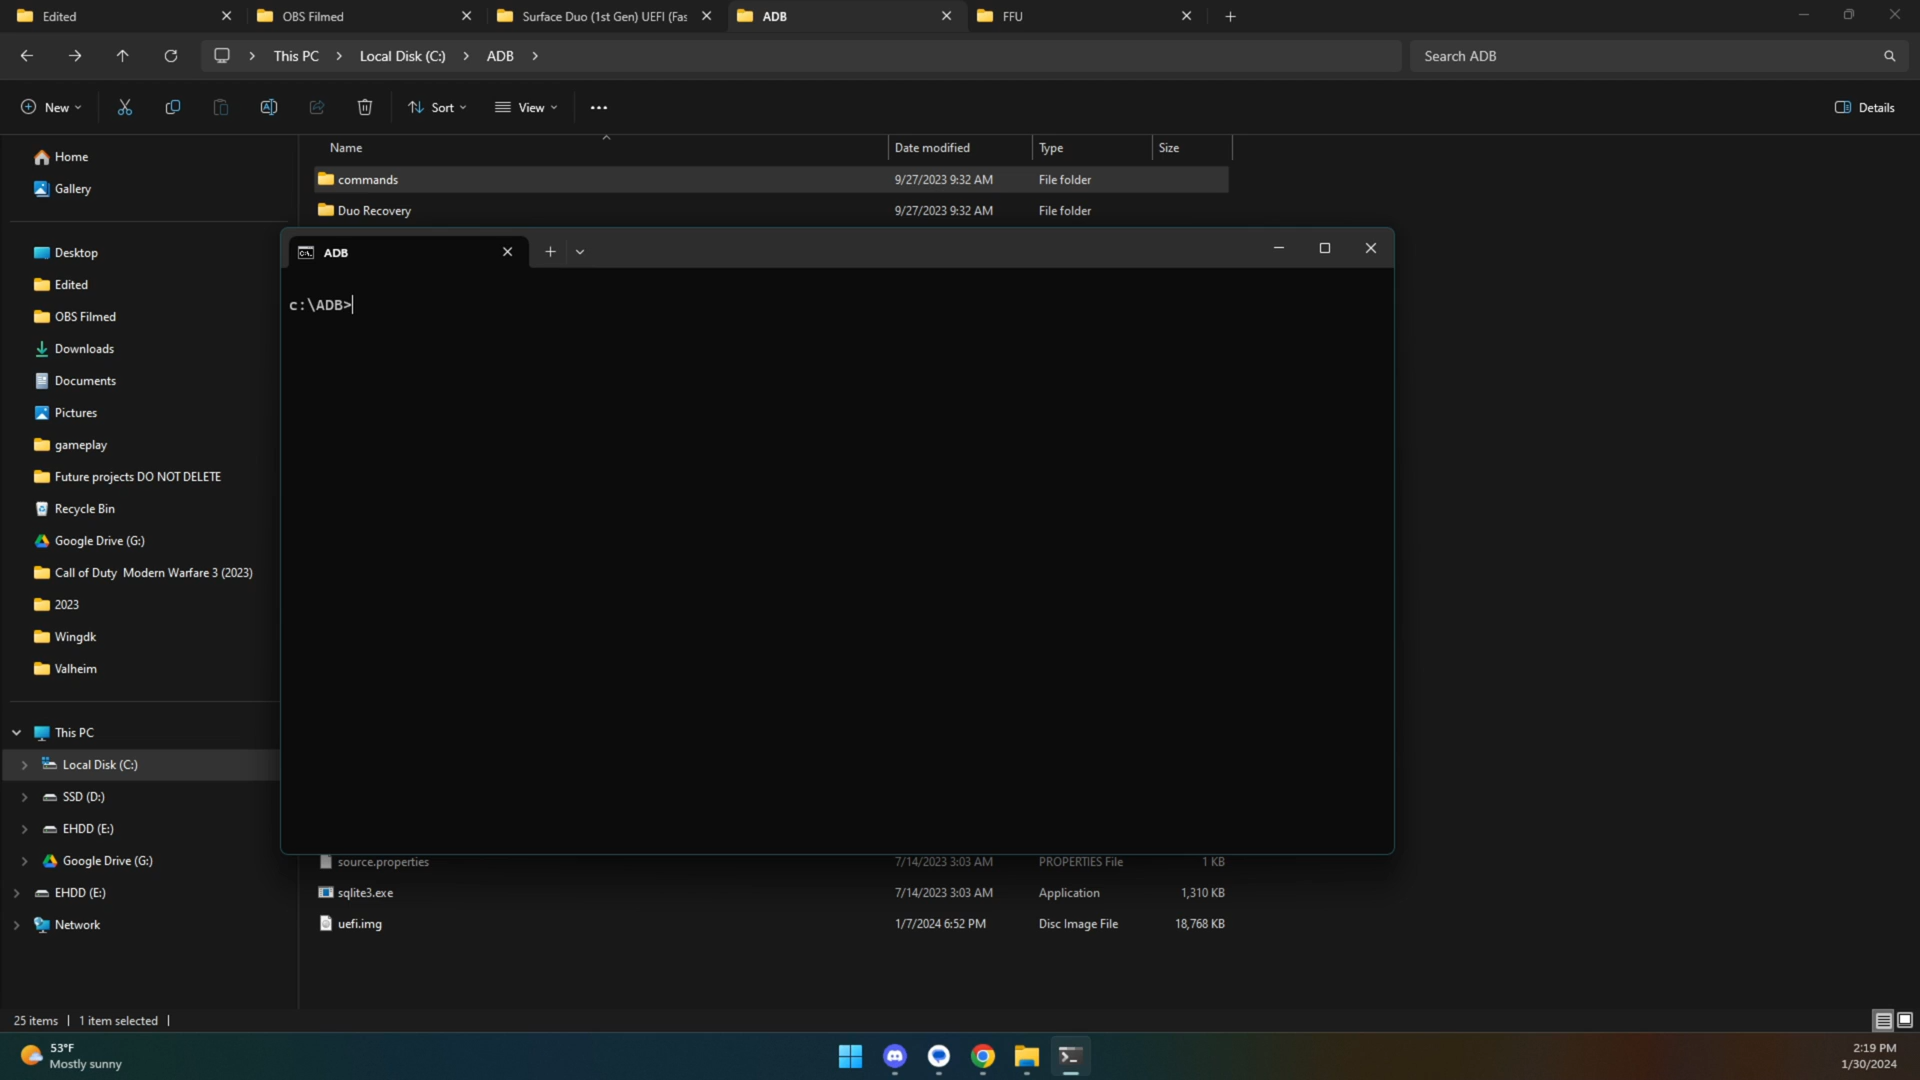 Edited
OBS Filmed
Surface Duo (1st Gen) UEFI (Fas
ADB
FFU
This PC
Local Disk (C:)
ADB
Search ADB
New
Sort
View
Details
Name
Date modified
Type
Size
Home
Gallery
Desktop
Edited
OBS Filmed
Downloads
Documents
Pictures
gameplay
Future projects DO NOT DELETE
Recycle Bin
Google Drive (G:)
Call of Duty Modern Warfare 3 (2023)
2023
Wingdk
Valheim
This PC
Local Disk (C:)
SSD (D:)
EHDD (E:)
Google Drive (G:)
EHDD (E:)
Network
commands 9/27/2023 9:32 AM File folder
Duo Recovery 9/27/2023 9:32 AM File folder
ADB
c:\ADB>
source.properties 7/14/2023 3:03 AM PROPERTIES File 1 KB
sqlite3.exe 7/14/2023 3:03 AM Application 1,310 KB
uefi.img 1/7/2024 6:52 PM Disc Image File 18,768 KB
25 items | 1 item selected |
53°F
Mostly sunny
2:19 PM
1/30/2024